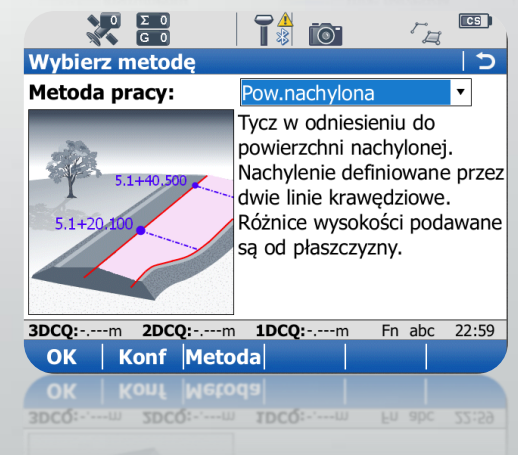 Σ 0
0
G 0
CS
Wybierz metodę
Metoda pracy:
Pow.nachylona
Tycz w odniesieniu do
powierzchni nachylonej.
Nachylenie definiowane przez
dwie linie krawędziowe.
Różnice wysokości podawane
są od płaszczyzny.
5.1+40.500
5.1+20.100
3DCQ:-.---m 2DCQ:-.---m 1DCQ:-.---m Fn abc 22:59
OK Konf Metoda